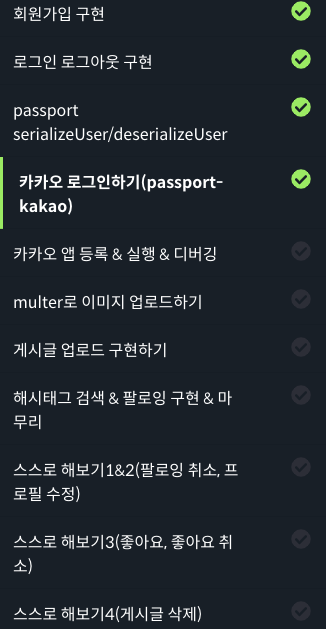 회원가입 구현
로그인 로그아웃 구현
passport
serializeUser/deserializeUser
카카오 로그인하기(passport-
kakao)
카카오 앱 등록 & 실행 & 디버깅
multer로 이미지 업로드하기
게시글 업로드 구현하기
해시태그 검색 & 팔로잉 구현 & 마
무리
스스로 해보기1&2(팔로잉 취소, 프
로필 수정)
스스로 해보기3(좋아요, 좋아요 취
소)
스스로 해보기4(게시글 삭제)